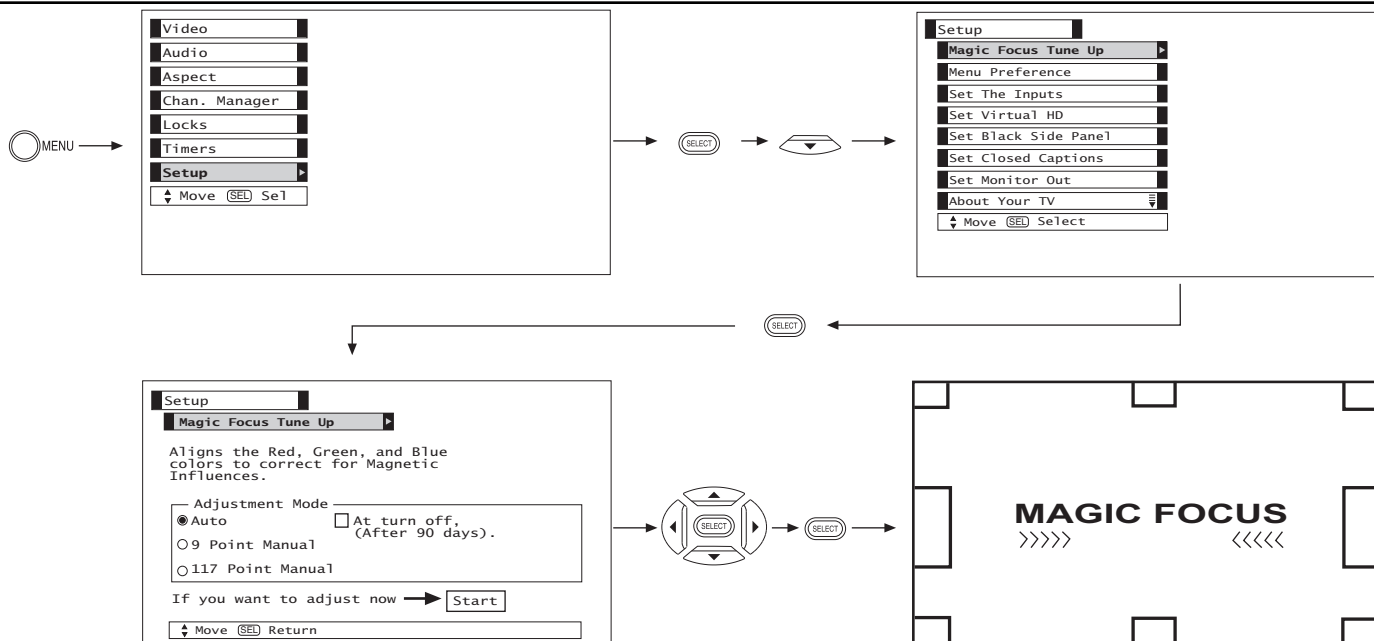 MENU
Video
Audio
Aspect
Chan. Manager
Locks
Timers
Setup
Move SEL Sel
SELECT
Setup
Magic Focus Tune Up
Menu Preference
Set The Inputs
Set Virtual HD
Set Black Side Panel
Set Closed Captions
Set Monitor Out
About Your TV
Move SEL Select
SELECT
Setup
Magic Focus Tune Up
Aligns the Red, Green, and Blue
colors to correct for Magnetic
Influences.
Adjustment Mode
Auto
At turn off,
(After 90 days).
9 Point Manual
117 Point Manual
If you want to adjust now Start
Move SEL Return
SELECT
SELECT
MAGIC FOCUS
>>>>> <<<<<